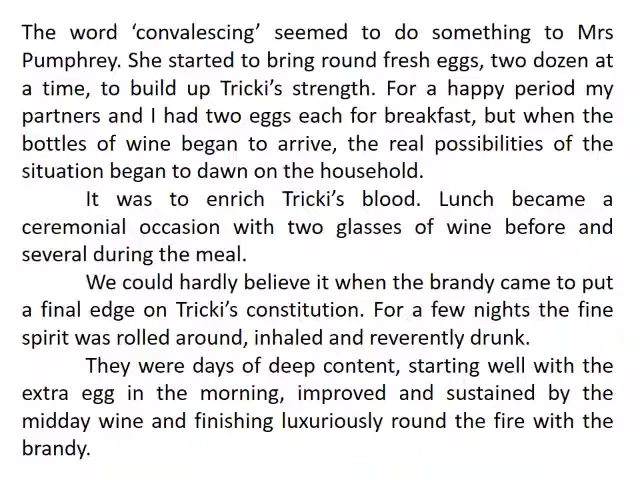 The word ‘convalescing’ seemed to do something to Mrs
Pumphrey. She started to bring round fresh eggs, two dozen at
a time, to build up Tricki’s strength. For a happy period my
partners and I had two eggs each for breakfast, but when the
bottles of wine began to arrive, the real possibilities of the
situation began to dawn on the household.
It was to enrich Tricki’s blood. Lunch became a
ceremonial occasion with two glasses of wine before and
several during the meal.
We could hardly believe it when the brandy came to put
a final edge on Tricki’s constitution. For a few nights the fine
spirit was rolled around, inhaled and reverently drunk.
They were days of deep content, starting well with the
extra egg in the morning, improved and sustained by the
midday wine and finishing luxuriously round the fire with the
brandy.